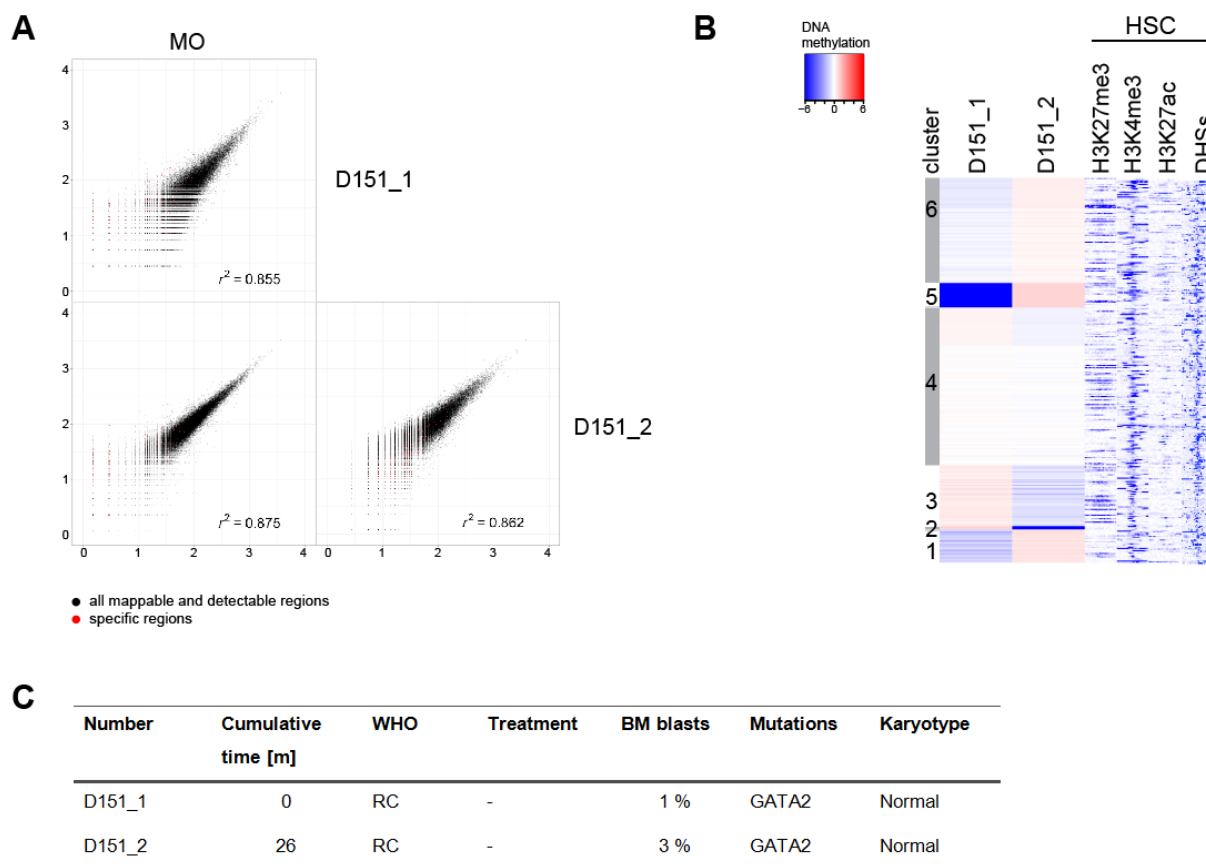 A
MO
4
3
2
1
0
r² = 0.855
D151_1
4
3
2
1
0
r² = 0.875
0 1 2 3 4
r² = 0.862
0 1 2 3 4
D151_2
● all mappable and detectable regions
● specific regions
B
DNA
methylation
-6 0 6
HSC
cluster
D151_1
D151_2
H3K27me3
H3K4me3
H3K27ac
DHSs
6
5
4
3
2
1
C
Number Cumulative time [m] WHO Treatment BM blasts Mutations Karyotype
D151_1 0 RC - 1 % GATA2 Normal
D151_2 26 RC - 3 % GATA2 Normal